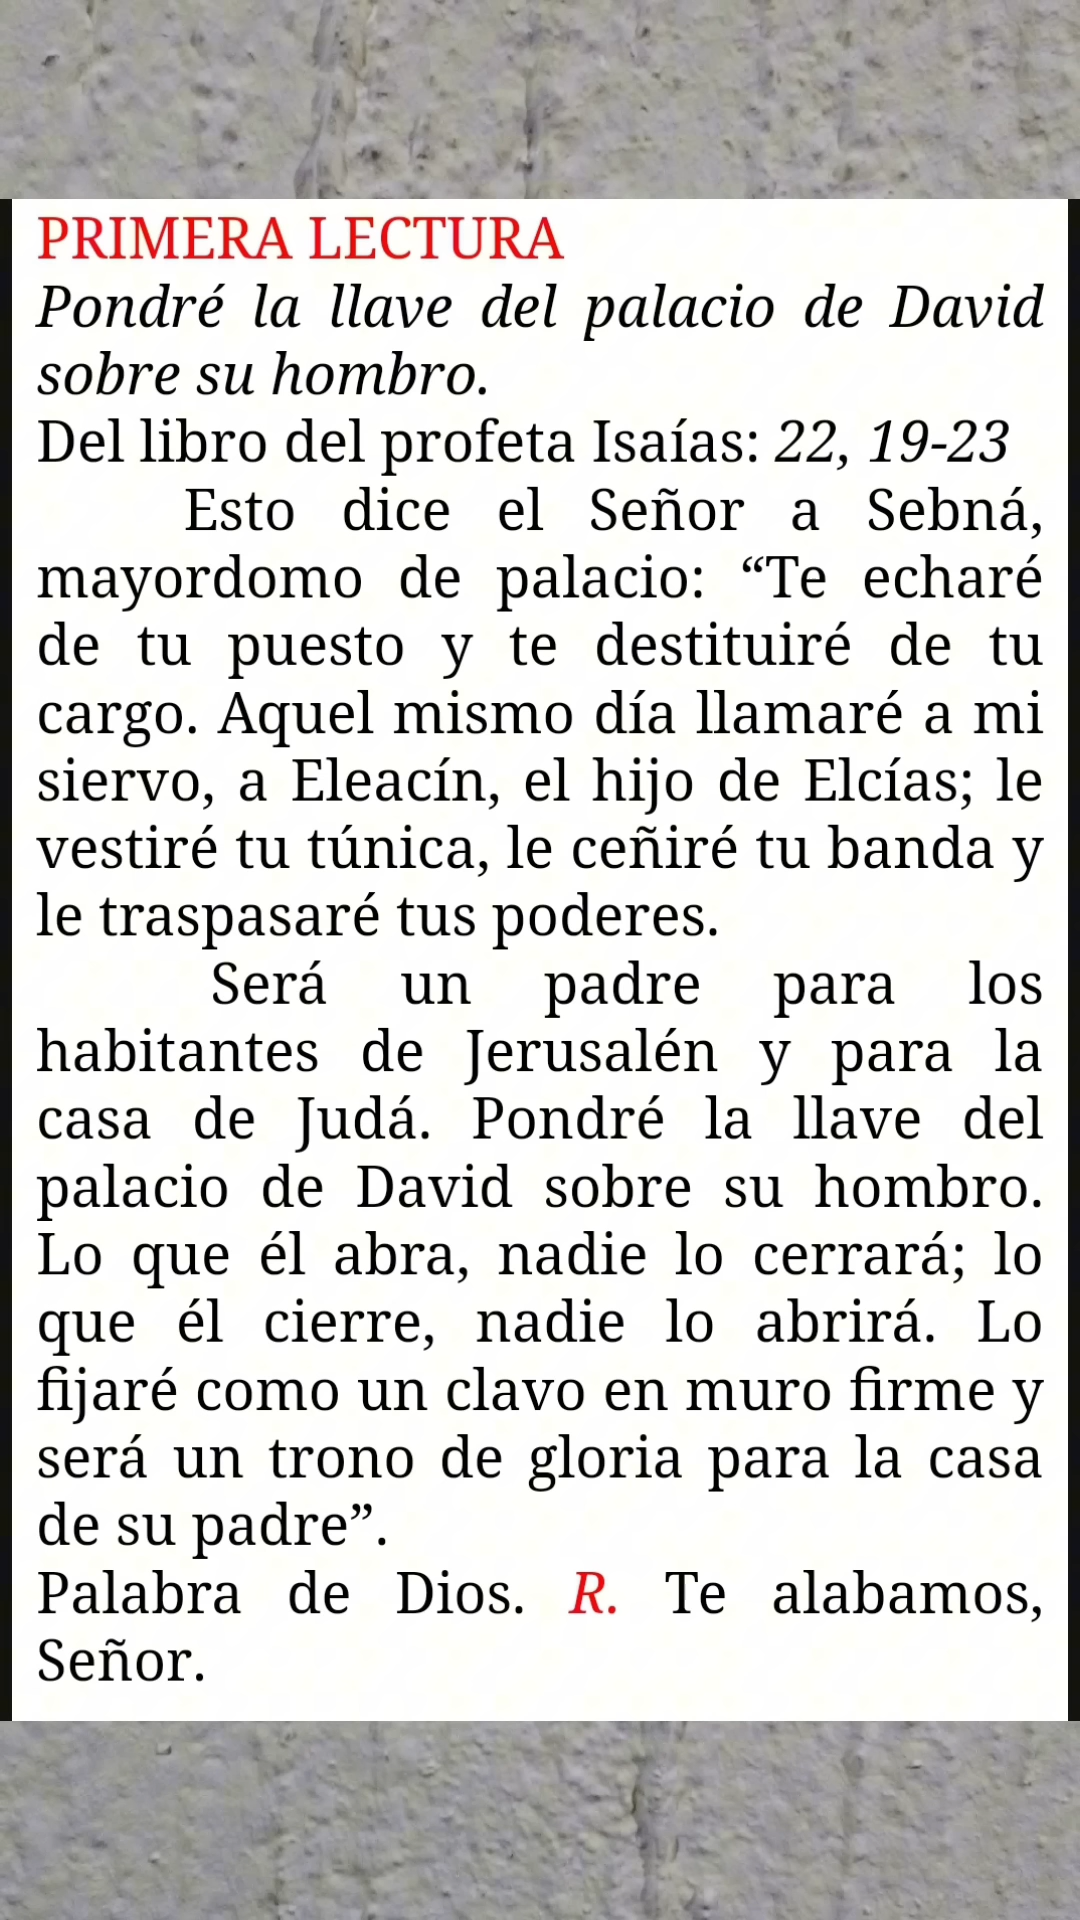 PRIMERA LECTURA
Pondré la llave del palacio de David
sobre su hombro.
Del libro del profeta Isaías: 22, 19-23
Esto dice el Señor a Sebná,
mayordomo de palacio: “Te echaré
de tu puesto y te destituiré de tu
cargo. Aquel mismo día llamaré a mi
siervo, a Eleacín, el hijo de Elcías; le
vestiré tu túnica, le ceñiré tu banda y
le traspasaré tus poderes.
Será un padre para los
habitantes de Jerusalén y para la
casa de Judá. Pondré la llave del
palacio de David sobre su hombro.
Lo que él abra, nadie lo cerrará; lo
que él cierre, nadie lo abrirá. Lo
fijaré como un clavo en muro firme y
será un trono de gloria para la casa
de su padre”.
Palabra de Dios. R. Te alabamos,
Señor.